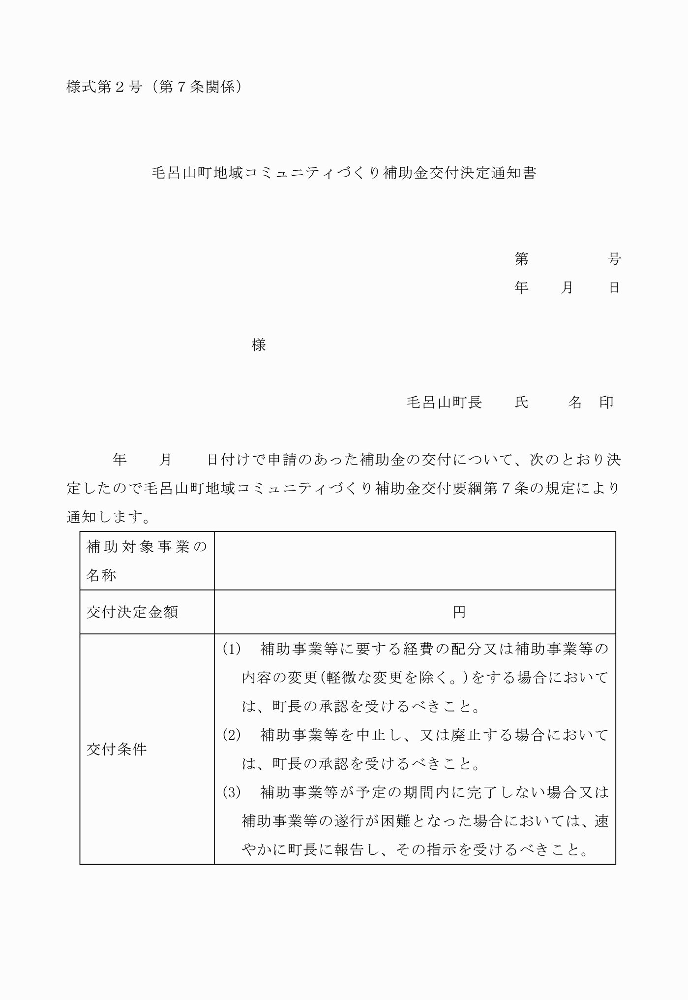 様式第２号（第７条関係）
毛呂山町地域コミュニティづくり補助金交付決定通知書
第　　　　　号
年　　月　　日
様
毛呂山町長　　氏　　名　印
年　　月　　日付けで申請のあった補助金の交付について、次のとおり決
定したので毛呂山町地域コミュニティづくり補助金交付要綱第７条の規定により
通知します。
補助対象事業の
名称
交付決定金額
円
交付条件
(1)　補助事業等に要する経費の配分又は補助事業等の
内容の変更(軽微な変更を除く。)をする場合において
は、町長の承認を受けるべきこと。
(2)　補助事業等を中止し、又は廃止する場合において
は、町長の承認を受けるべきこと。
(3)　補助事業等が予定の期間内に完了しない場合又は
補助事業等の遂行が困難となった場合においては、速
やかに町長に報告し、その指示を受けるべきこと。